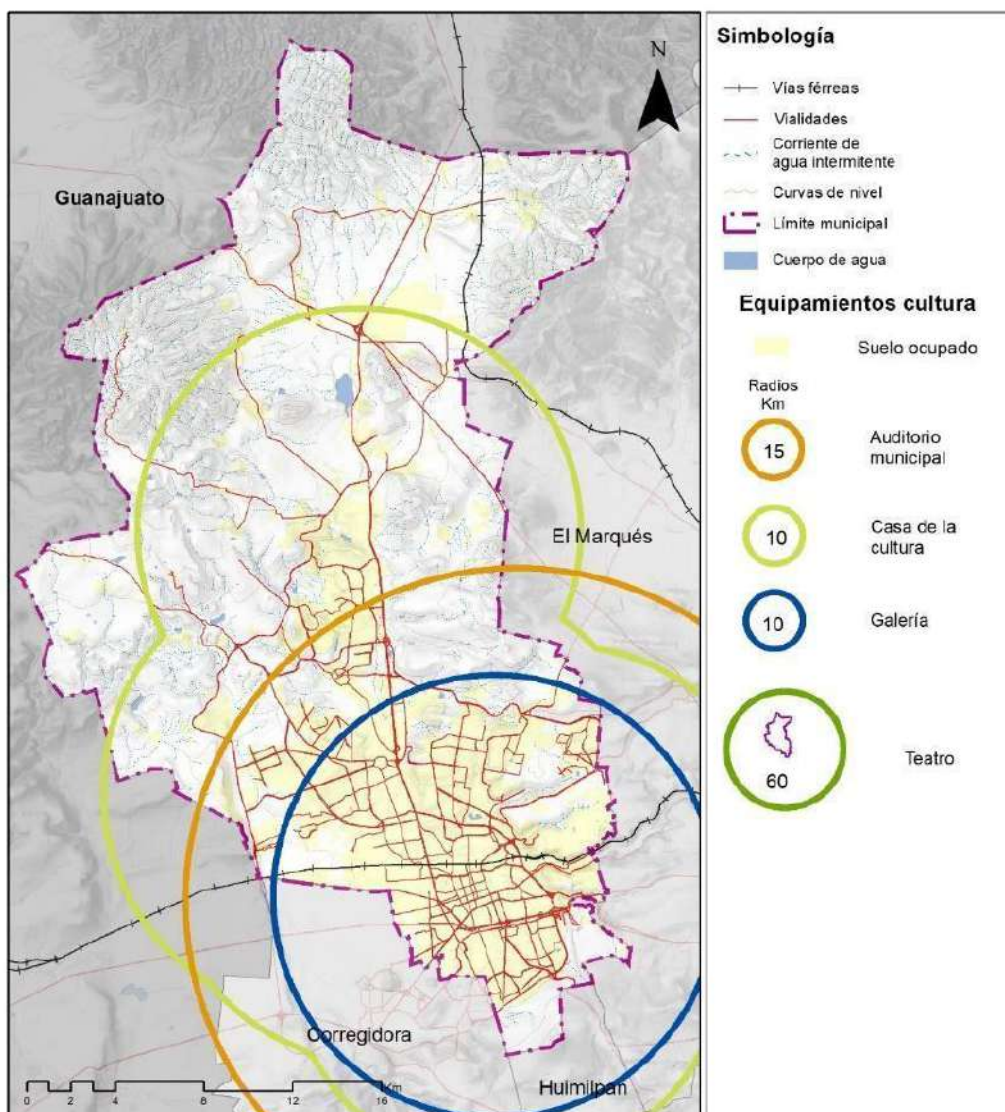 N
Guanajuato
El Marqués
Corregidora
Huimilpan
0 2 4 8 12 16
Km
Simbología
Vías férreas
Vialidades
Corriente de
agua intermitente
Curvas de nivel
Límite municipal
Cuerpo de agua
Equipamientos cultura
Suelo ocupado
Radios
Km
15
Auditorio
municipal
10
Casa de la
cultura
10
Galería
60
Teatro